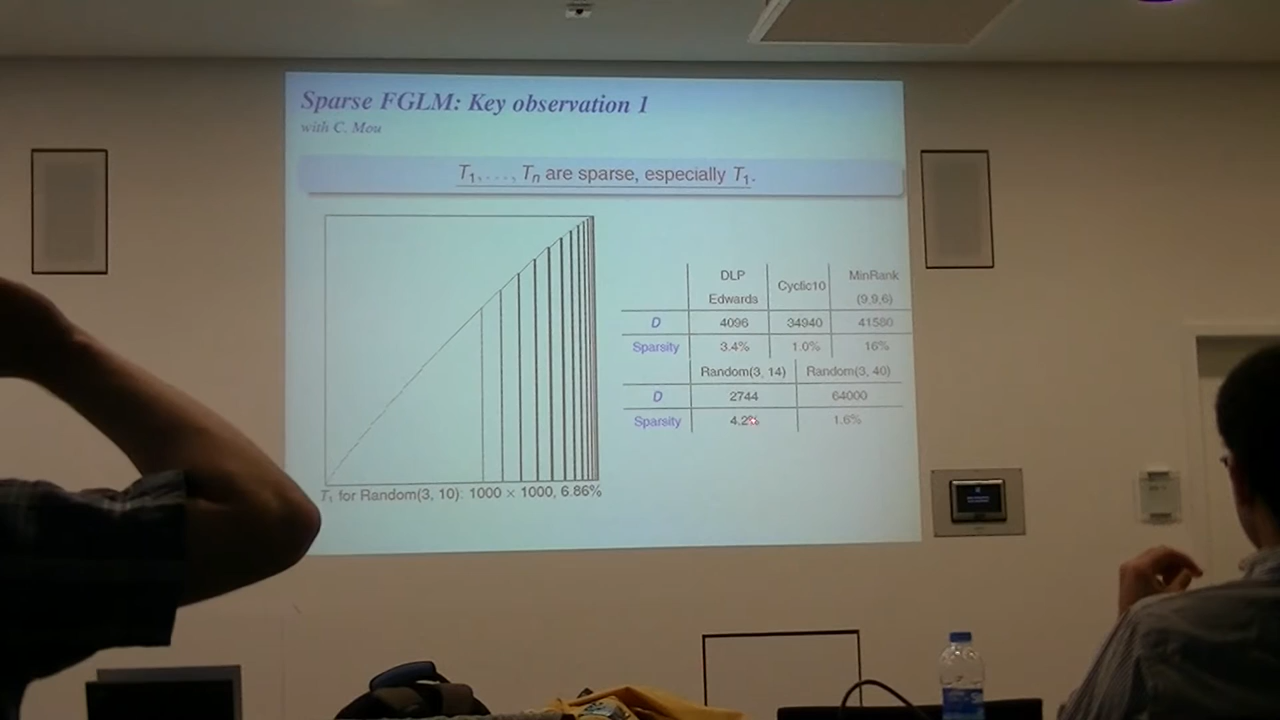 Sparse FGLM: Key observation 1
with C. Mou
T1, . . . , Tn are sparse, especially T1.
DLP Edwards Cyclic10 MinRank (9,9,6)
D 4096 34940 41580
Sparsity 3.4% 1.0% 16%
Random(3, 14) Random(3, 40)
D 2744 64000
Sparsity 4.2% 1.6%
T1 for Random(3, 10): 1000 × 1000, 6.86%